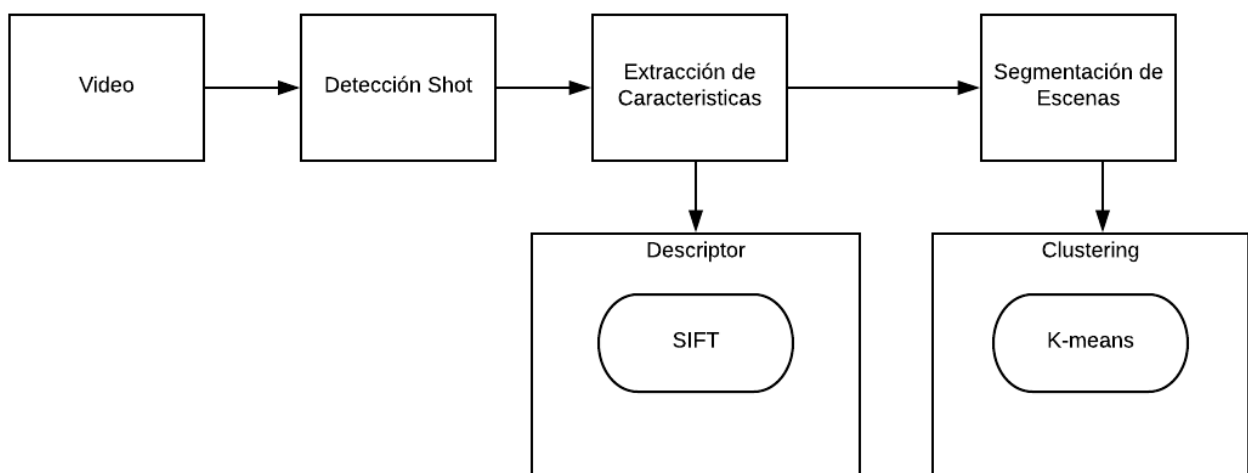 Video
Detección Shot
Extracción de
Caracteristicas
Segmentación de
Escenas
Descriptor
SIFT
Clustering
K-means